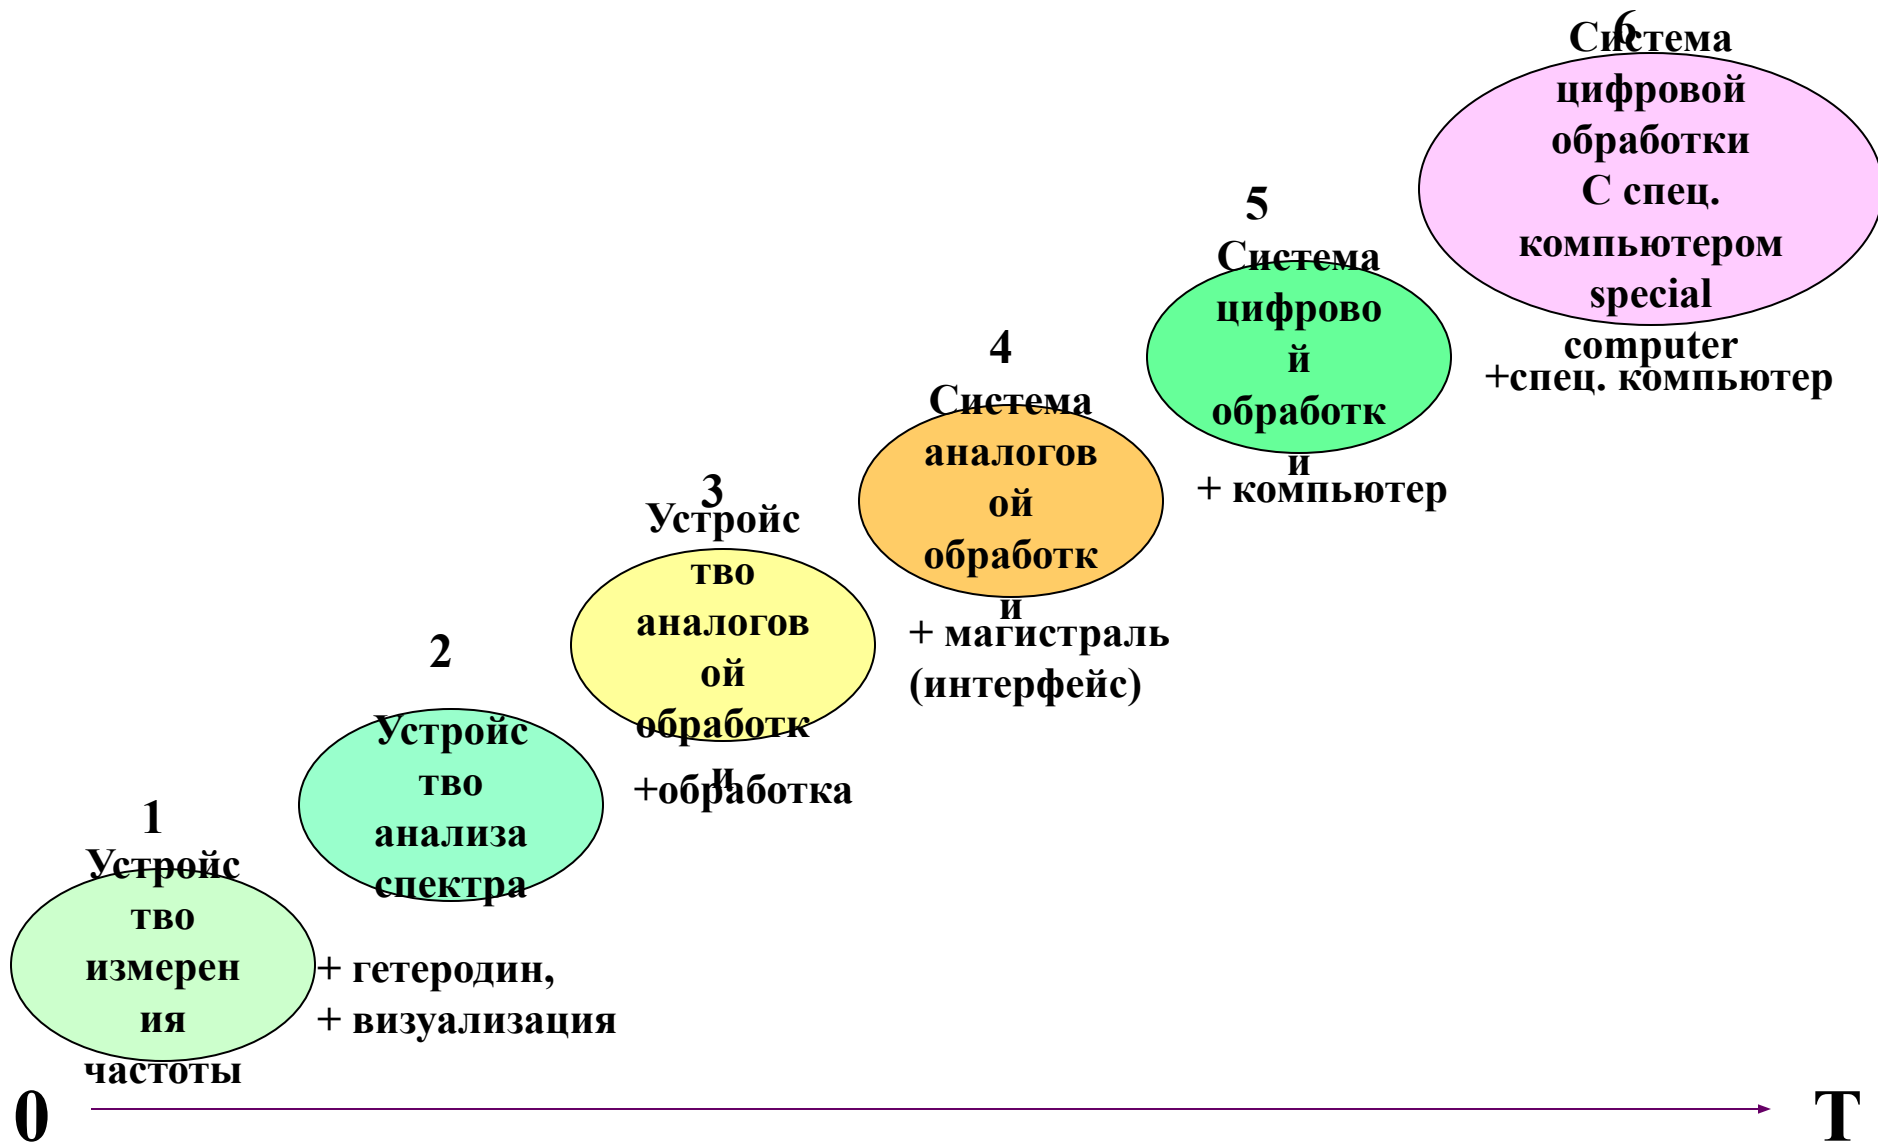 1
Устройс
тво
измерен
ия
частоты
+ гетеродин,
+ визуализация
2
Устройс
тво
анализа
спектра
+обработка
3
Устройс
тво
аналогов
ой
обработк
и
+ магистраль
(интерфейс)
4
Система
аналогов
ой
обработк
и
+ компьютер
5
Система
цифрово
й
обработк
и
+спец. компьютер
6
Система
цифровой
обработки
С спец.
компьютером
special
computer
0
T